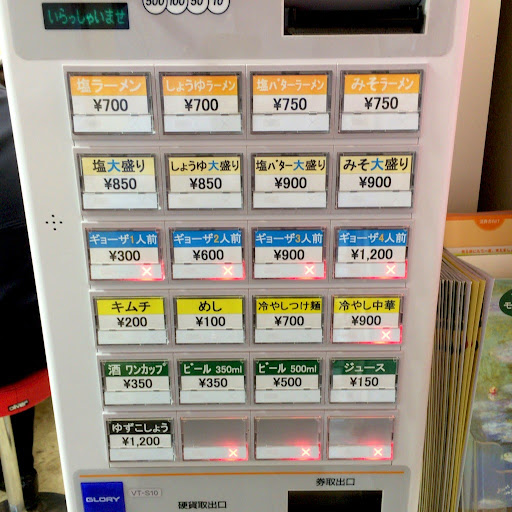 いらっしゃいませ
500 100 50 10
塩ラーメン しょうゆラーメン 塩バターラーメン みそラーメン
¥700 ¥700 ¥750 ¥750
塩大盛り しょうゆ大盛り 塩バター大盛り みそ大盛り
¥850 ¥850 ¥900 ¥900
ギョーザ1人前 ギョーザ2人前 ギョーザ3人前 ギョーザ4人前
¥300 ¥600 ¥900 ¥1,200
キムチ めし 冷やしつけ麺 冷やし中華
¥200 ¥100 ¥700 ¥900
酒 ワンカップ ビール 350ml ビール 500ml ジュース
¥350 ¥350 ¥500 ¥150
ゆずこしょう
¥1,200
GLORY VT-S10 硬貨取出口 券取出口